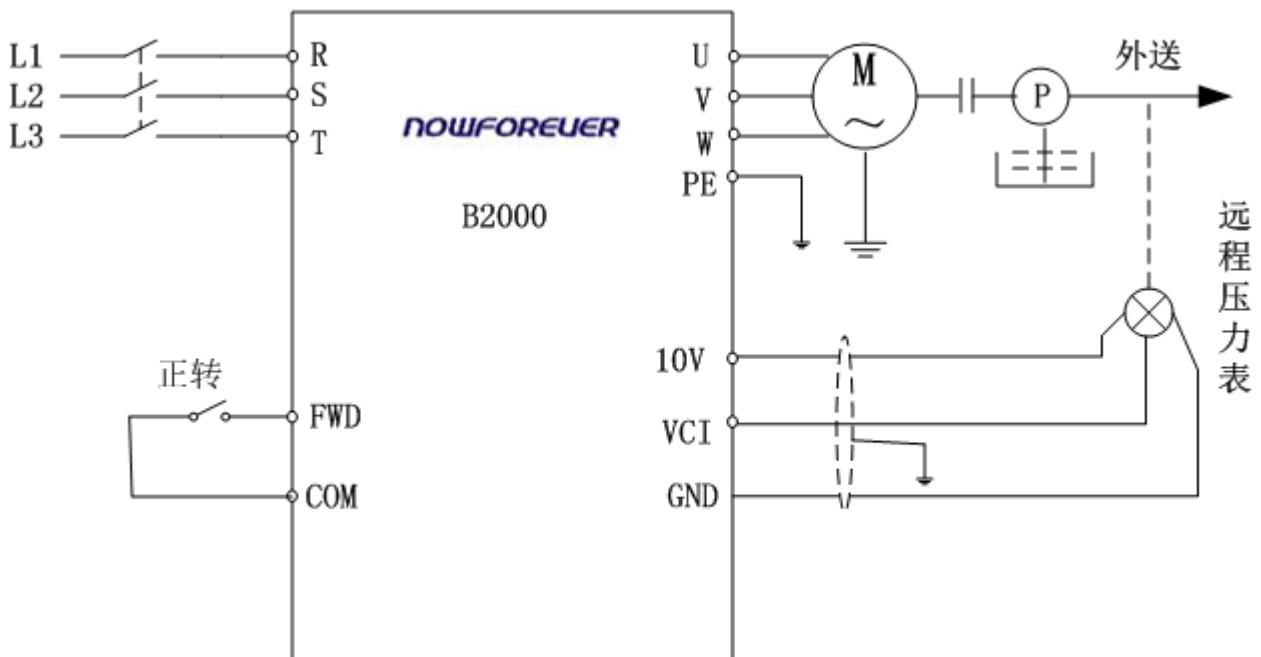 L1
L2
L3
R
S
T
NOWFOREVER
B2000
U
V
W
PE
M
~
P
外送
远程压力表
正转
FWD
COM
10V
VCI
GND